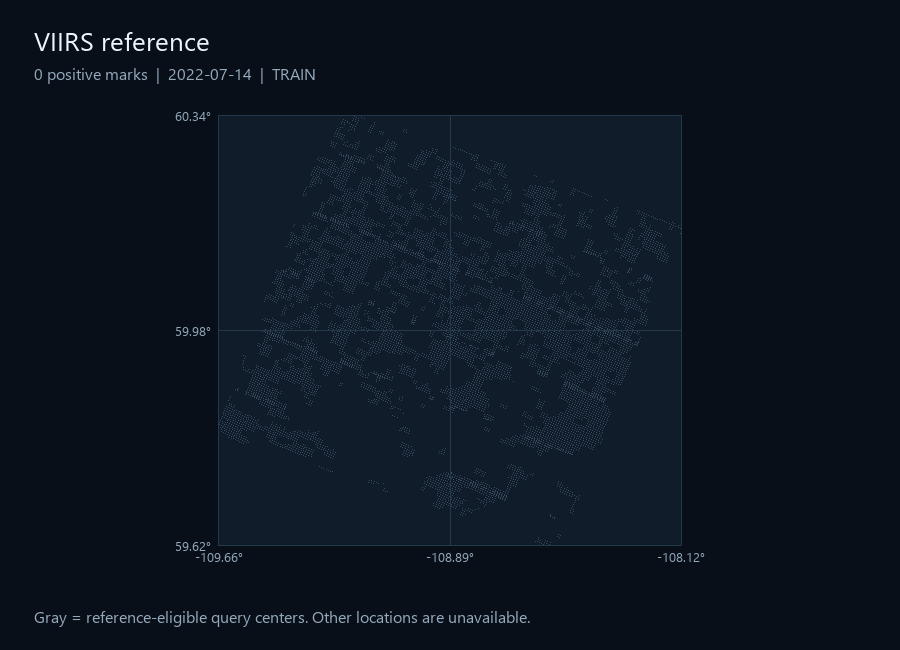 VIIRS reference
0 positive marks | 2022-07-14 | TRAIN
60.34°
59.98°
59.62°
-109.66° -108.89° -108.12°
Gray = reference-eligible query centers. Other locations are unavailable.